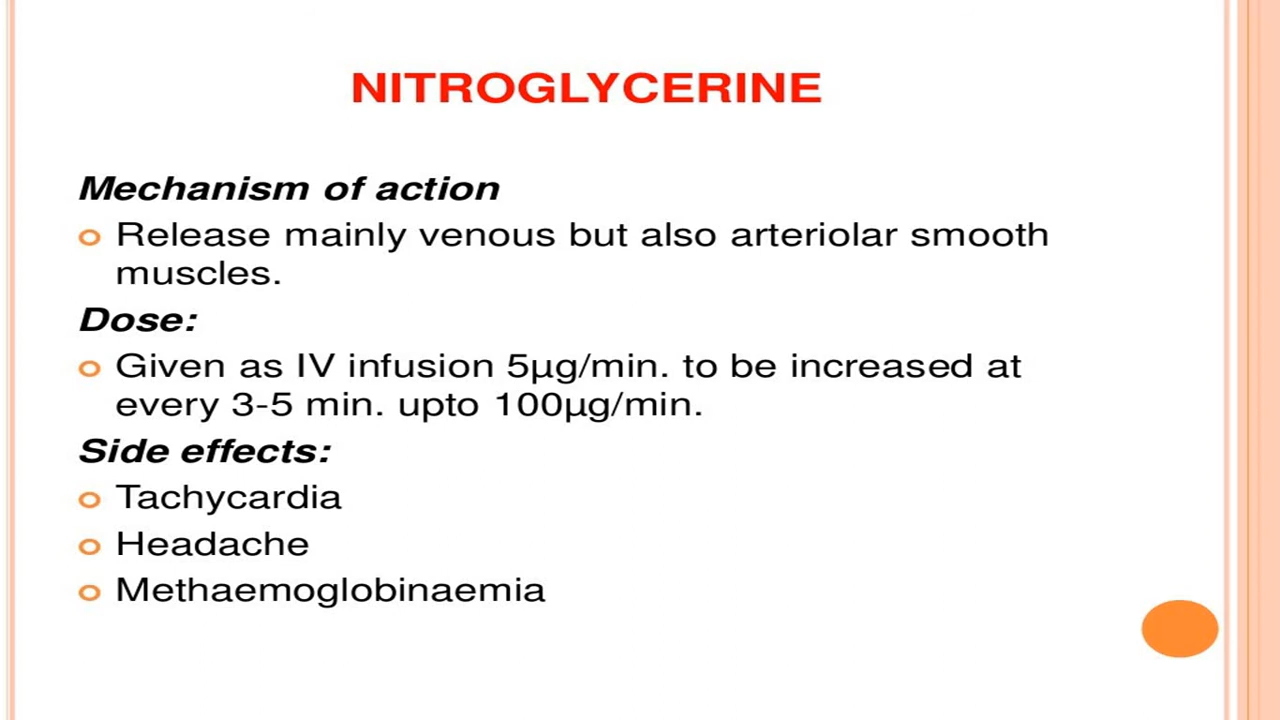 NITROGLYCERINE
Mechanism of action
Release mainly venous but also arteriolar smooth
muscles.
Dose:
Given as IV infusion 5µg/min. to be increased at
every 3-5 min. upto 100µg/min.
Side effects:
Tachycardia
Headache
Methaemoglobinaemia